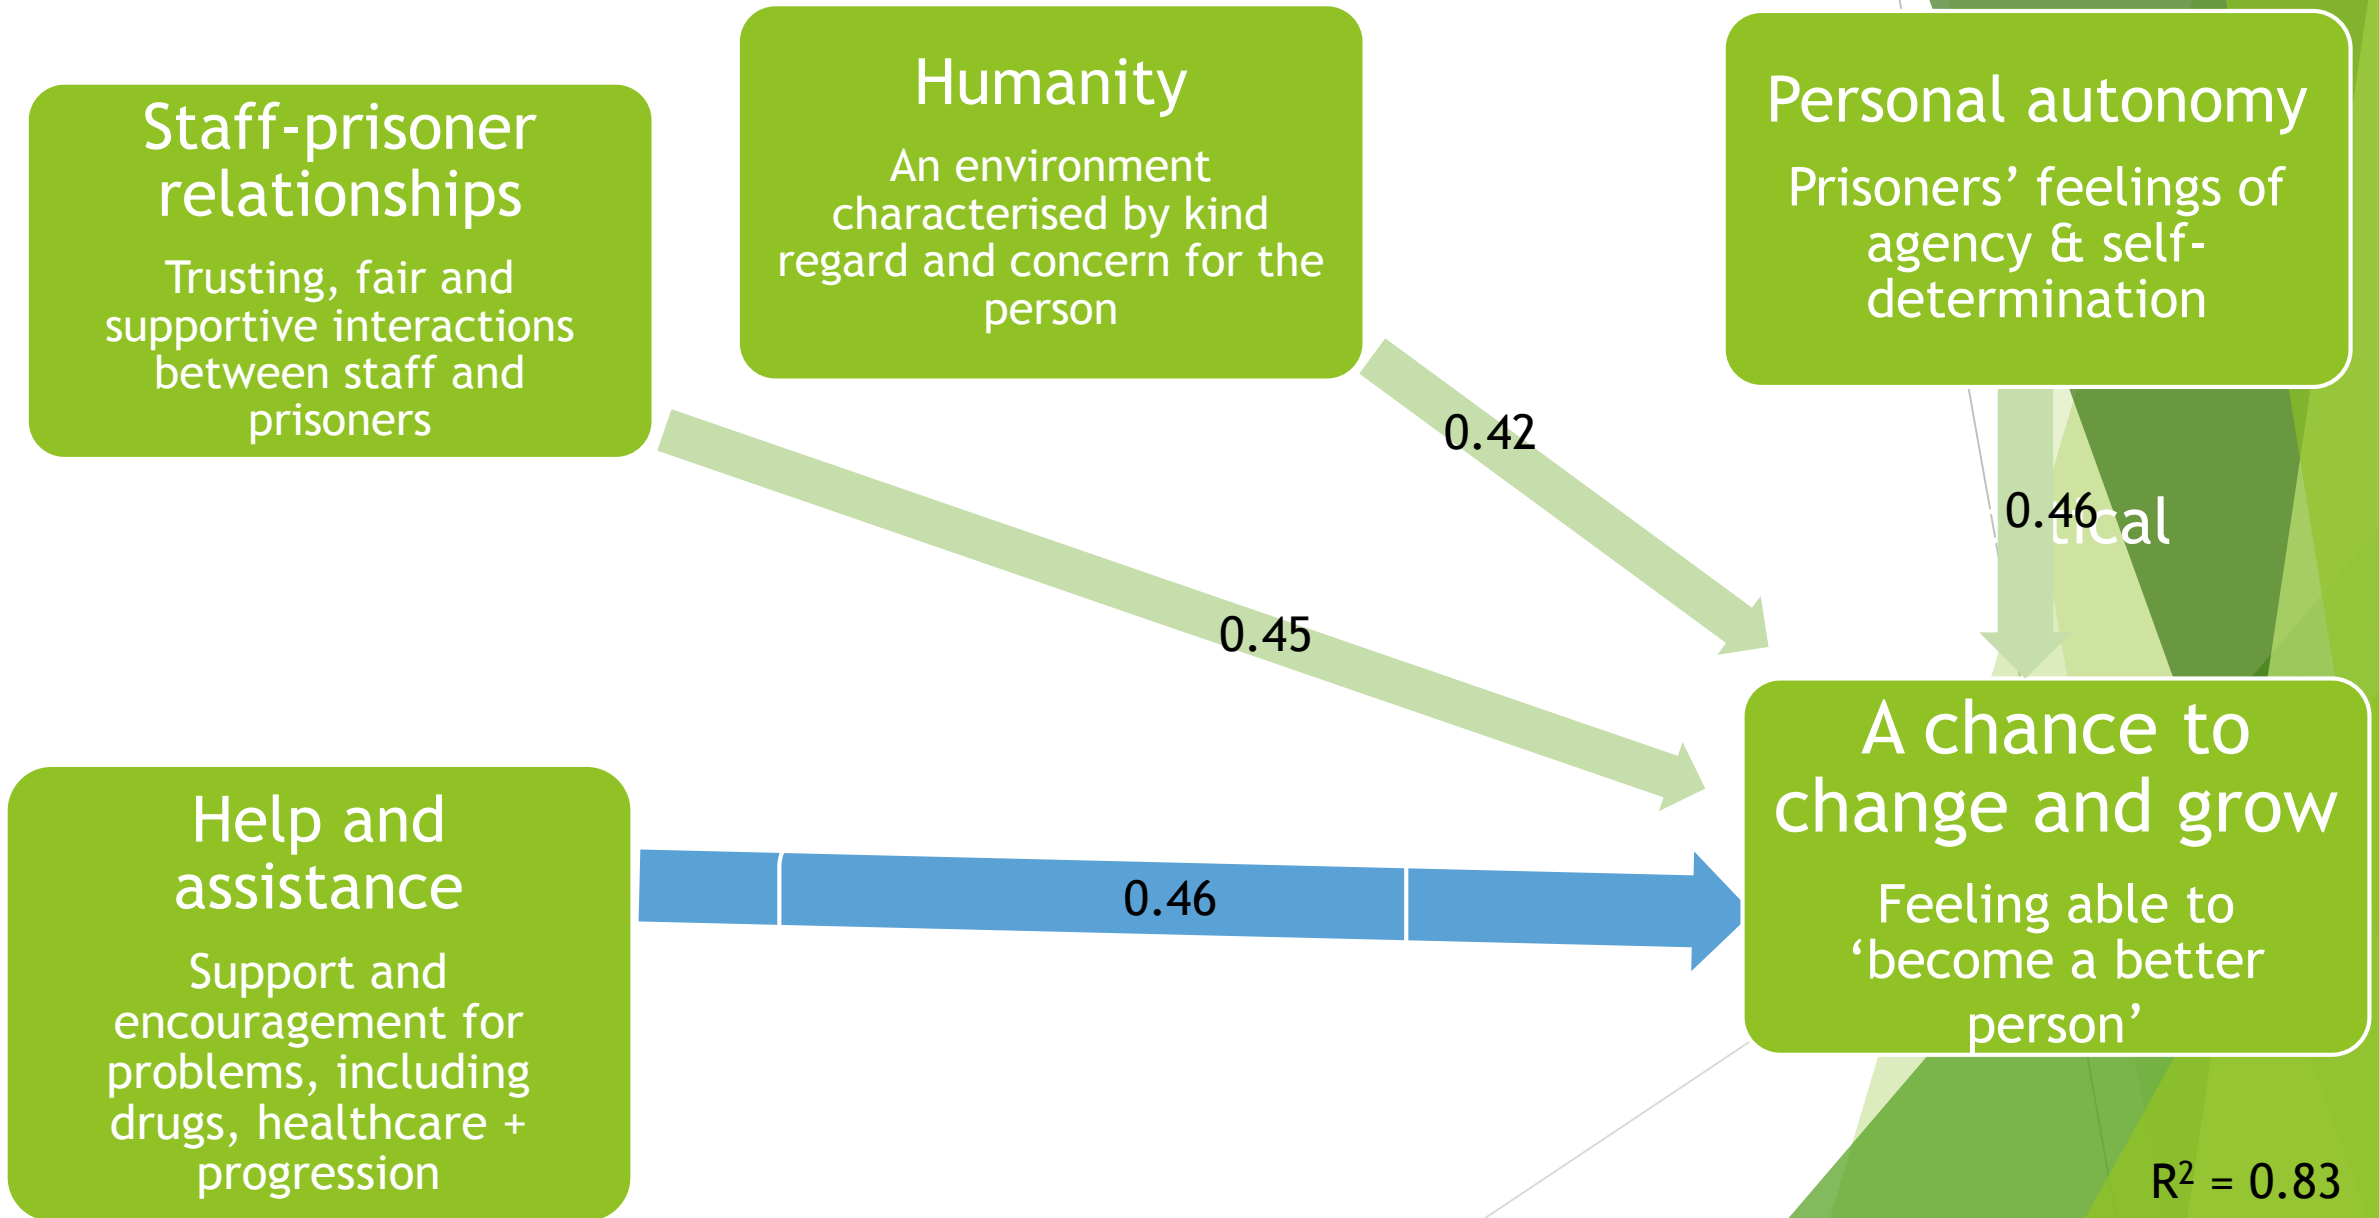 Staff-prisoner
relationships
Trusting, fair and
supportive interactions
between staff and
prisoners
Humanity
An environment
characterised by kind
regard and concern for the
person
Personal autonomy
Prisoners’ feelings of
agency & self-
determination
0.42
0.46
0.45
Help and
assistance
Support and
encouragement for
problems, including
drugs, healthcare +
progression
0.46
A chance to
change and grow
Feeling able to
‘become a better
person’
R² = 0.83